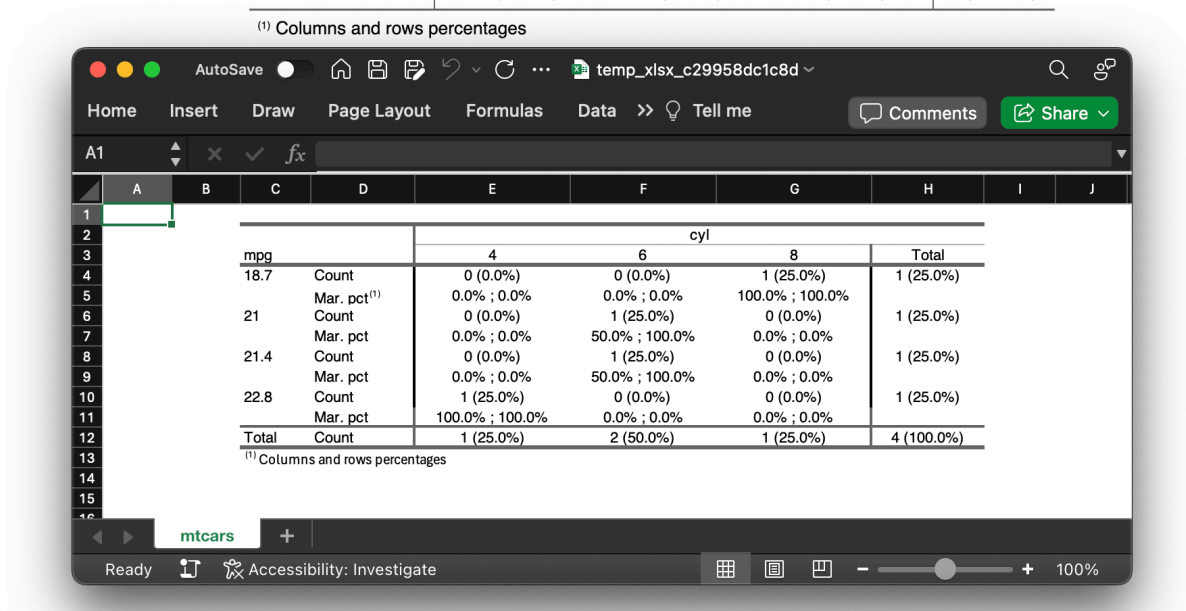 (1) Columns and rows percentages
AutoSave ... temp_xlsx_c29958dc1c8d
Home Insert Draw Page Layout Formulas Data >> Tell me Comments Share
A1 fx
A B C D E F G H I J
1
2 cyl
3 mpg 4 6 8 Total
4 18.7 Count 0 (0.0%) 0 (0.0%) 1 (25.0%) 1 (25.0%)
5 Mar. pct(1) 0.0% ; 0.0% 0.0% ; 0.0% 100.0% ; 100.0%
6 21 Count 0 (0.0%) 1 (25.0%) 0 (0.0%) 1 (25.0%)
7 Mar. pct 0.0% ; 0.0% 50.0% ; 100.0% 0.0% ; 0.0%
8 21.4 Count 0 (0.0%) 1 (25.0%) 0 (0.0%) 1 (25.0%)
9 Mar. pct 0.0% ; 0.0% 50.0% ; 100.0% 0.0% ; 0.0%
10 22.8 Count 1 (25.0%) 0 (0.0%) 0 (0.0%) 1 (25.0%)
11 Mar. pct 100.0% ; 100.0% 0.0% ; 0.0% 0.0% ; 0.0%
12 Total Count 1 (25.0%) 2 (50.0%) 1 (25.0%) 4 (100.0%)
13 (1) Columns and rows percentages
14
15
16
mtcars +
Ready Accessibility: Investigate - + 100%